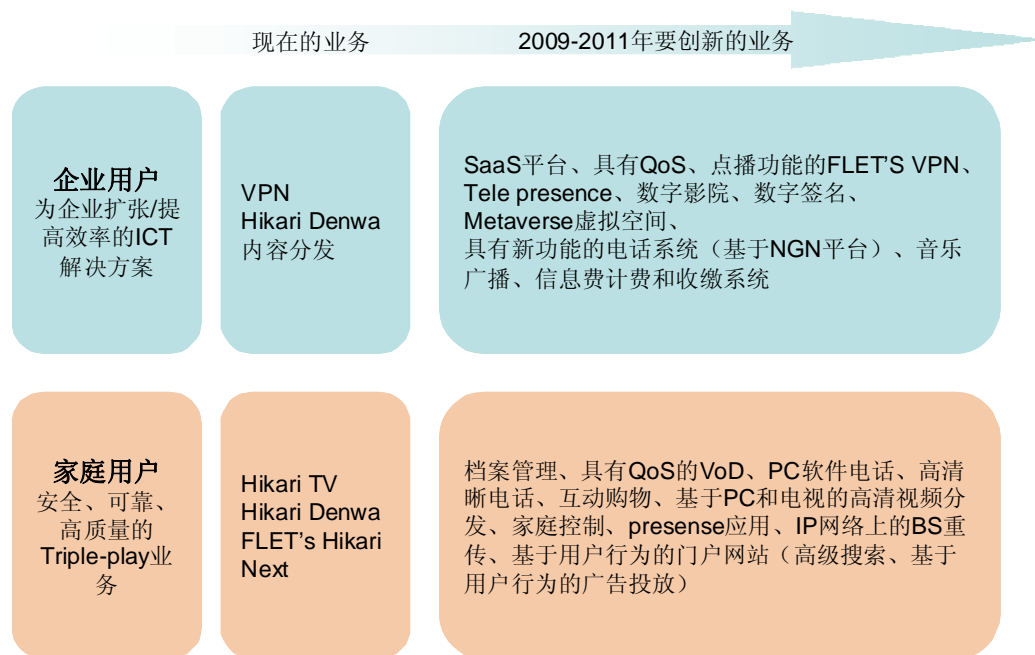 现在的业务
2009-2011年要创新的业务
企业用户
为企业扩张/提
高效率的ICT
解决方案
VPN
Hikari Denwa
内容分发
SaaS平台、具有QoS、点播功能的FLET'S VPN、
Tele presence、数字影院、数字签名、
Metaverse虚拟空间、
具有新功能的电话系统（基于NGN平台）、音乐
广播、信息费计费和收缴系统
家庭用户
安全、可靠、
高质量的
Triple-play业
务
Hikari TV
Hikari Denwa
FLET's Hikari
Next
档案管理、具有QoS的VoD、PC软件电话、高清
晰电话、互动购物、基于PC和电视的高清视频分
发、家庭控制、presense应用、IP网络上的BS重
传、基于用户行为的门户网站（高级搜索、基于
用户行为的广告投放）